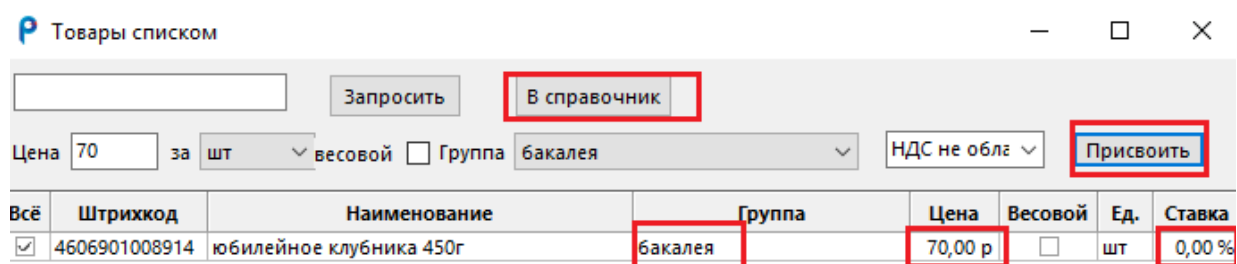 Товары списком
Запросить В справочник
Цена 70 за шт весовой Группа бакалея НДС не обла Присвоить
Всё Штрихкод Наименование Группа Цена Весовой Ед. Ставка
4606901008914 юбилейное клубника 450г бакалея 70,00 р шт 0,00 %